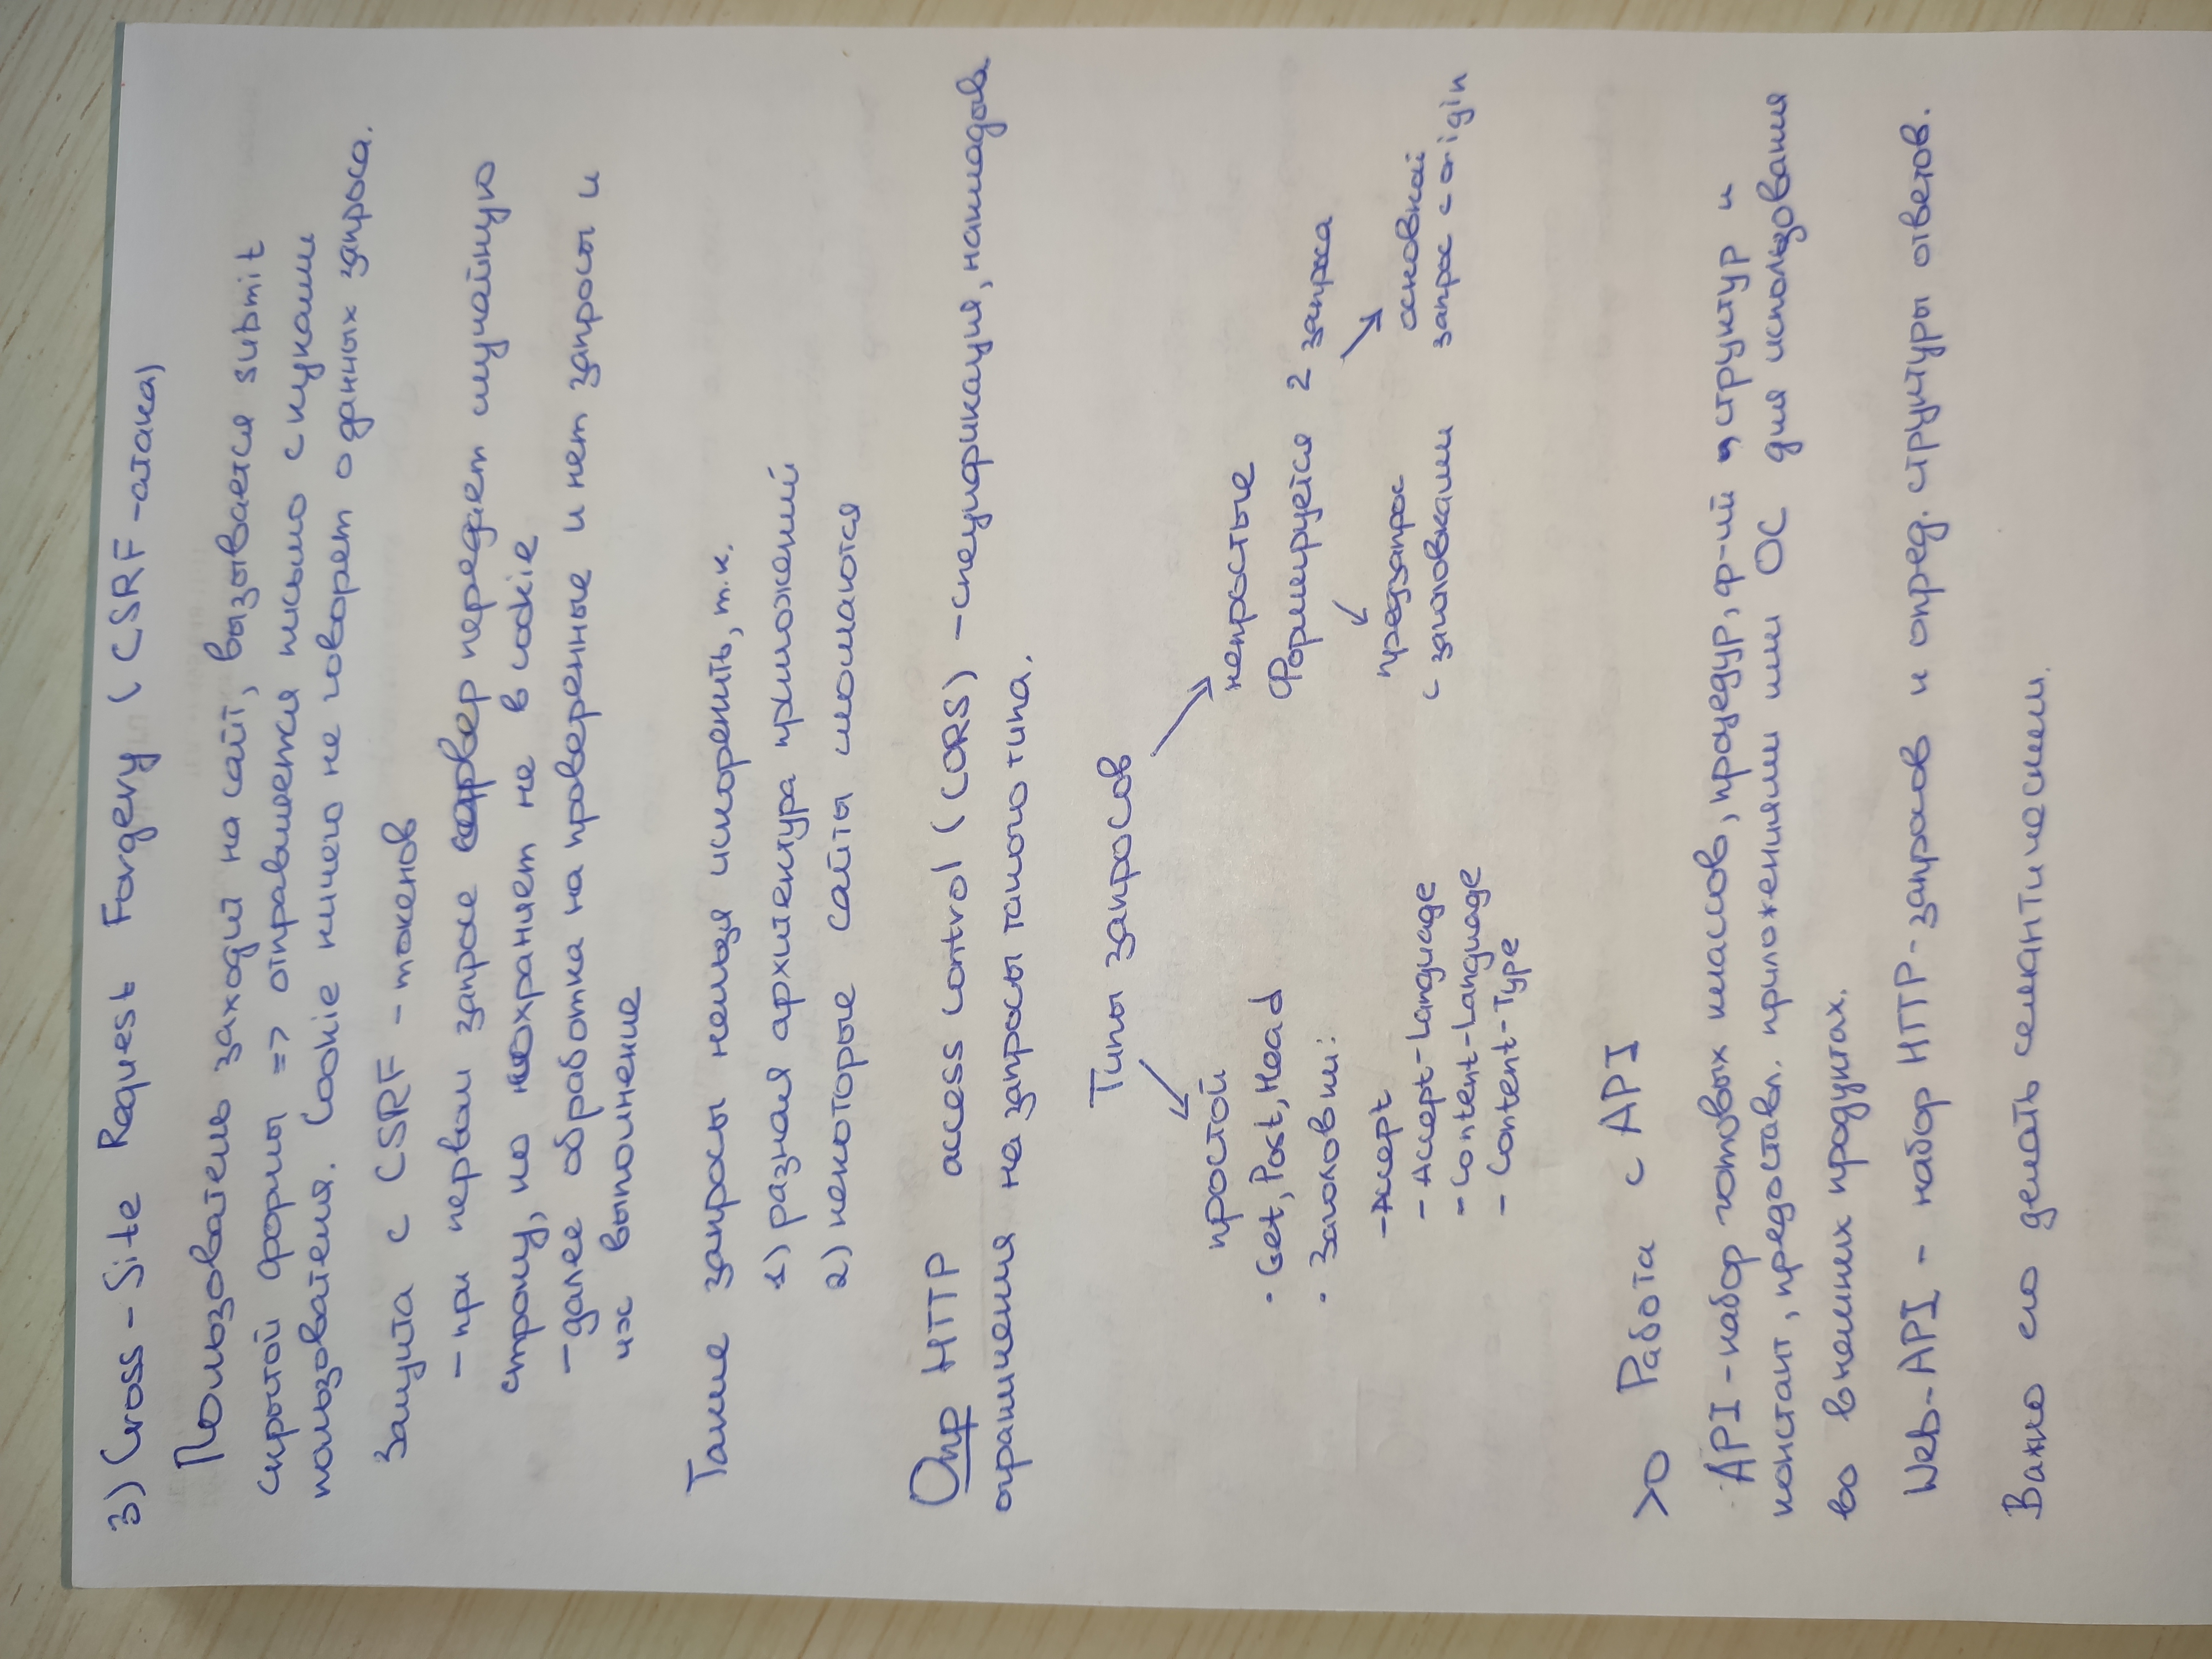 3) Cross-Site Request Forgery (CSRF-атака)
Пользователь заходит на сайт, вызывается submit
скрытой формы => отправляется письмо с куками
пользователя. Cookie ничего не говорет о данных запроса.
Защита с CSRF-токенов
- при первом запросе сервер передает случайную
строку, но сохраняет не в cookie
- далее обработка на проверенные и нет запросы и
их выполнение
Такие запросы нельзя искоренить, т.к.
1) разная архитектура приложений
2) некоторые сайты сломаются
Опр HTTP access control (CORS) - спецификация, накладыв
ограничения на запросы такого типа.
Типы запросов
простой
непростые
• Get, Post, Head
Формируется 2 запроса
• Заголовки:
- Accept
предзапрос
основной
- Accept-Language
с заголовками
запрос с origin
- Content-Language
- Content-Type
>o Работа с API
API - набор готовых классов, процедур, ф-ий, структур и
констант, предоставл. приложениями или ОС для использования
во внешних продуктах.
Web-API - набор HTTP-запросов и опред. структуры ответов.
Важно его делать семантическим.